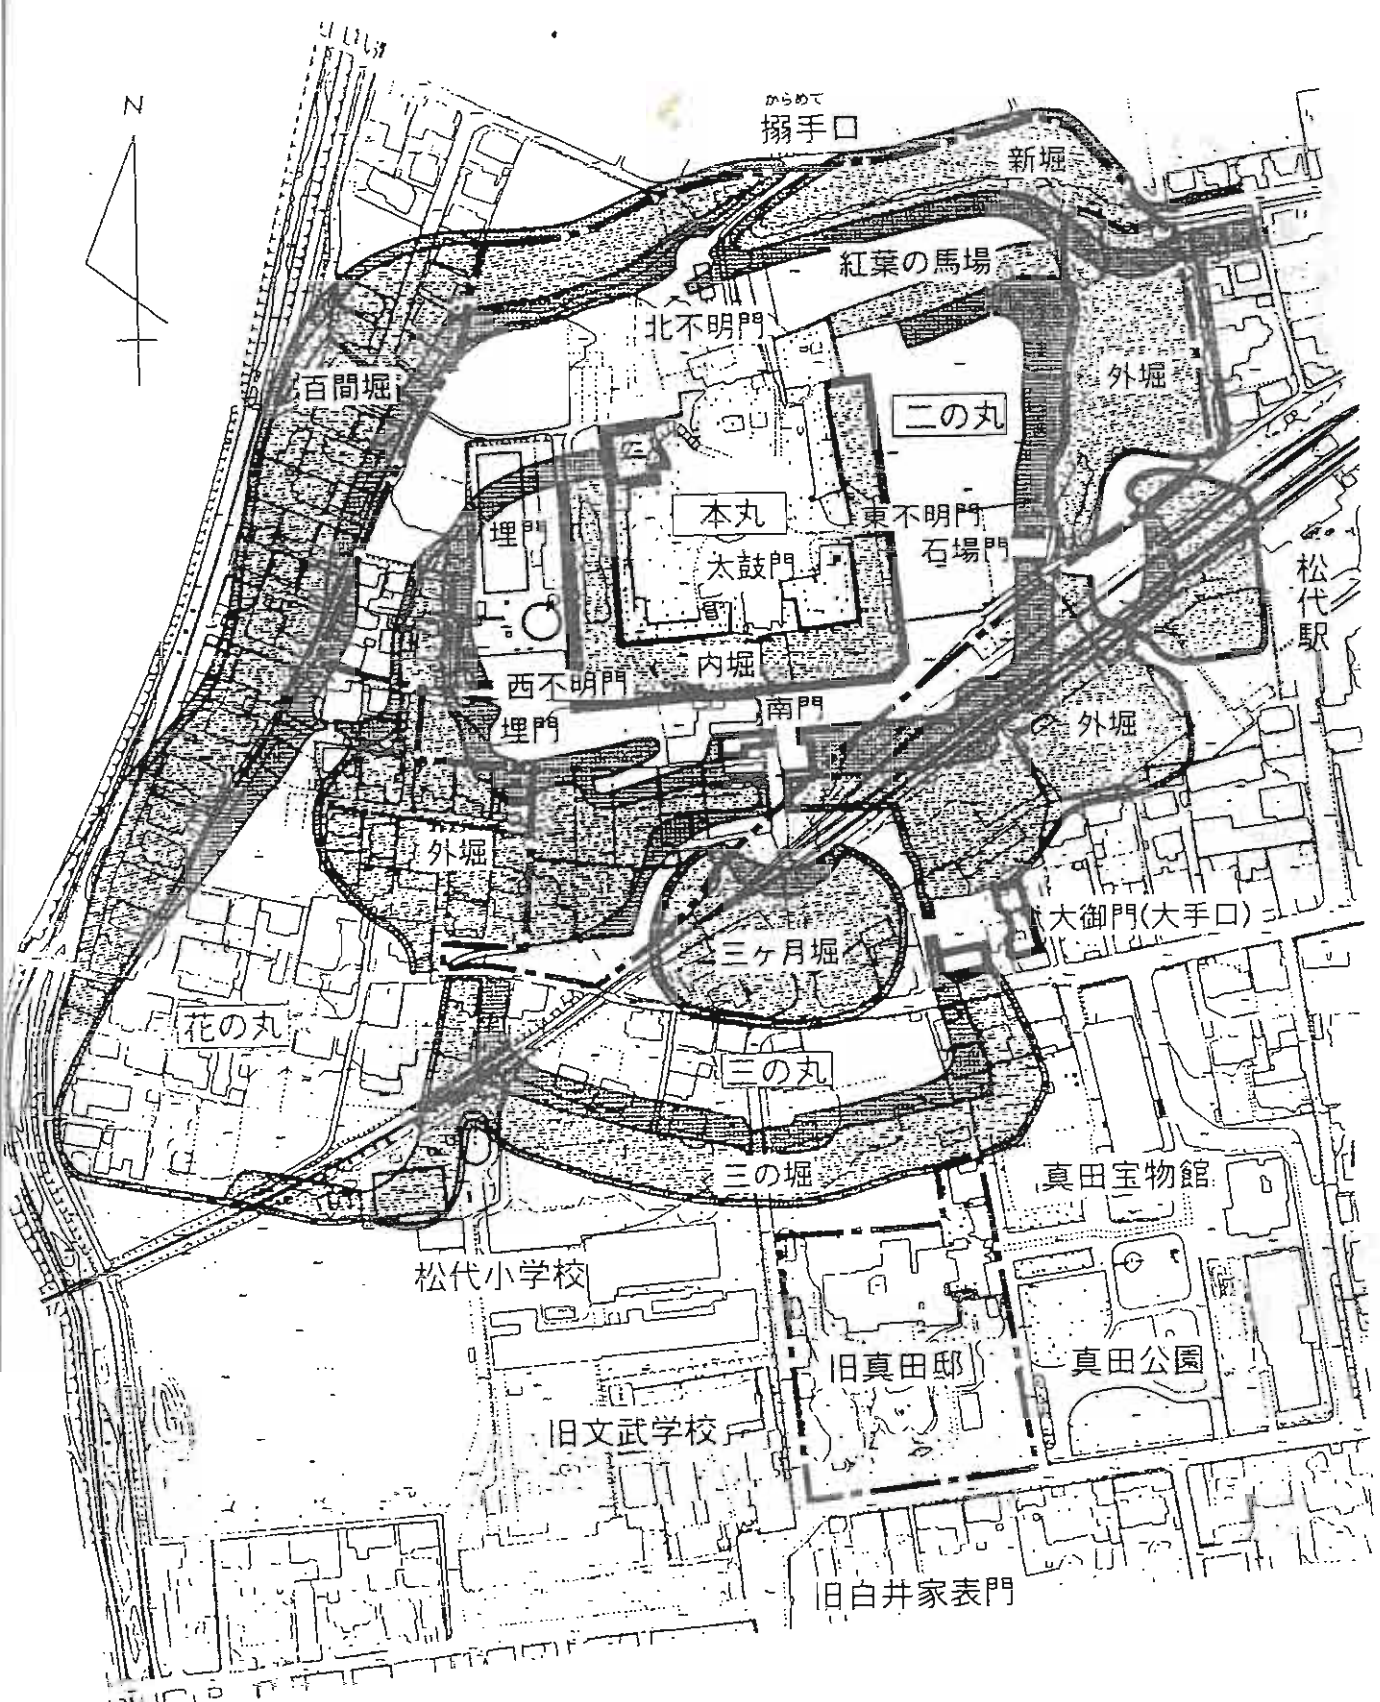 N
からめて
搦手口
新堀
紅葉の馬場
北不明門
百間堀
外堀
二の丸
本丸
東不明門
埋門
石場門
太鼓門
松代駅
内堀
西不明門
埋門
南門
外堀
外堀
大御門(大手口)
三ヶ月堀
花の丸
三の丸
三の堀
真田宝物館
松代小学校
旧真田邸
真田公園
旧文武学校
旧白井家表門